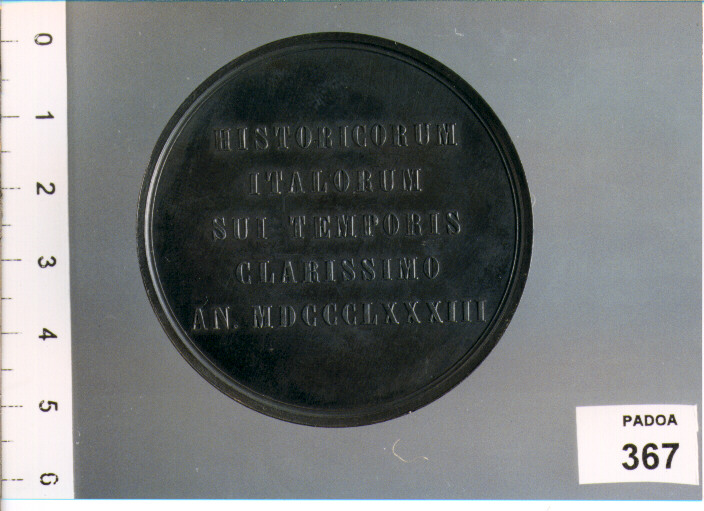 HISTORICORUM
ITALORUM
SUI TEMPORIS
CLARISSIMO
AN. MDCCCLXXXIII
PADOA
367
0
1
2
3
4
5
6